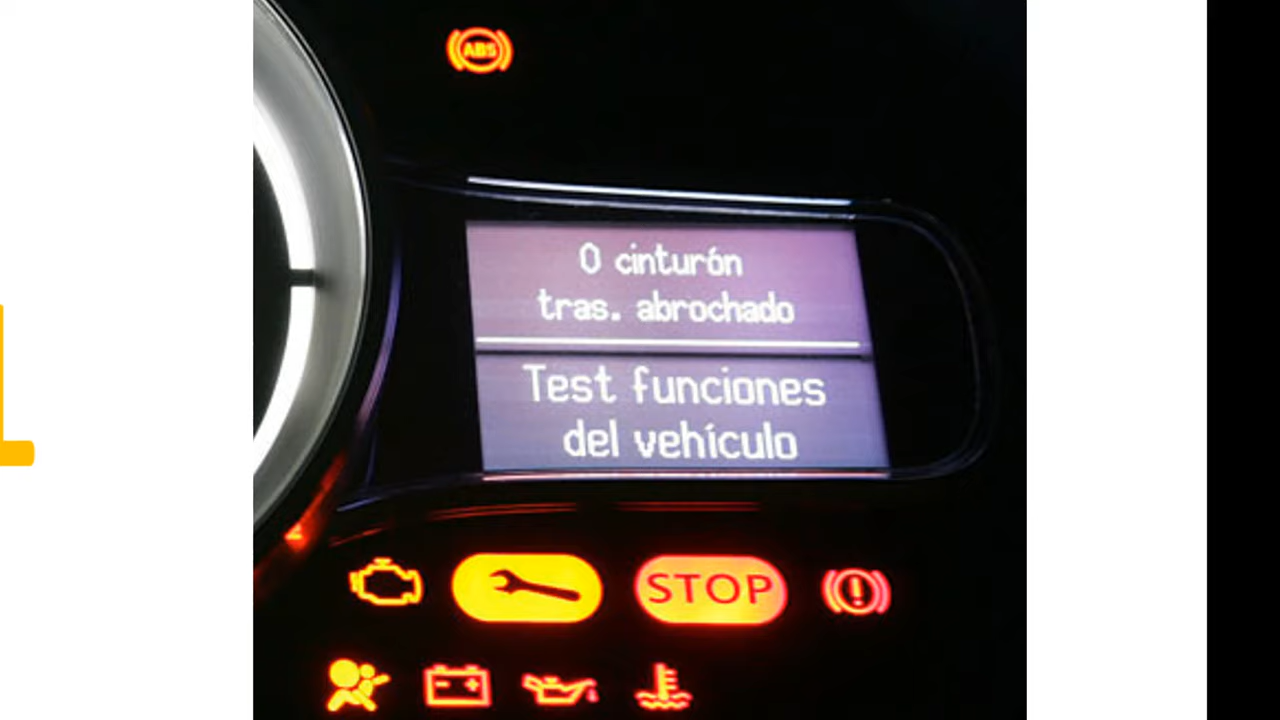 ABS
0 cinturón
tras. abrochado
Test funciones
del vehículo
STOP